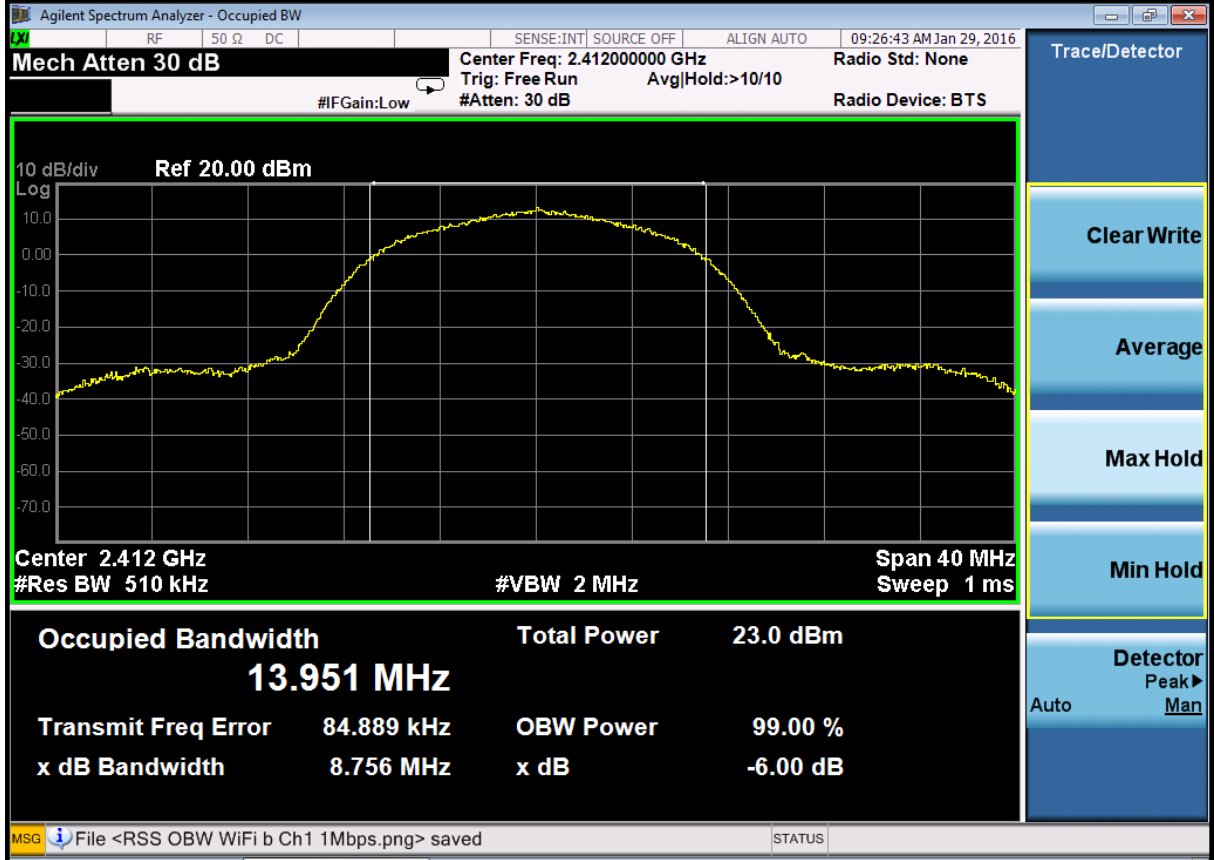 Agilent Spectrum Analyzer - Occupied BW
LXI RF 50 Ω DC SENSE:INT SOURCE OFF ALIGN AUTO 09:26:43 AM Jan 29, 2016
Mech Atten 30 dB
Center Freq: 2.412000000 GHz
Radio Std: None
Trig: Free Run Avg|Hold:>10/10
#IFGain:Low
#Atten: 30 dB
Radio Device: BTS
10 dB/div Ref 20.00 dBm
Log
10.0
0.00
-10.0
-20.0
-30.0
-40.0
-50.0
-60.0
-70.0
Center 2.412 GHz Span 40 MHz
#Res BW 510 kHz #VBW 2 MHz Sweep 1 ms
Occupied Bandwidth Total Power 23.0 dBm
13.951 MHz
Transmit Freq Error 84.889 kHz OBW Power 99.00 %
x dB Bandwidth 8.756 MHz x dB -6.00 dB
MSG File <RSS OBW WiFi b Ch1 1Mbps.png> saved STATUS
Trace/Detector
Clear Write
Average
Max Hold
Min Hold
Detector
Peak▶
Auto Man